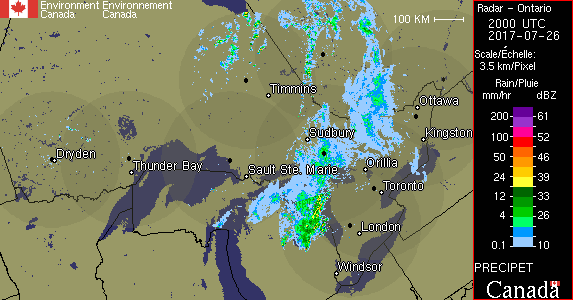 Environment Environnement
Canada Canada
100 KM
Radar - Ontario
2000 UTC
2017-07-26
Scale/Échelle:
3.5 km/Pixel
Rain/Pluie
mm/hr dBZ
200 61
100 52
50 46
24 39
12 33
4 26
0.1 10
PRECIPET
Canada
Timmins
Ottawa
Sudbury
Kingston
Dryden
Thunder Bay
Sault Ste. Marie
Orillia
Toronto
London
Windsor